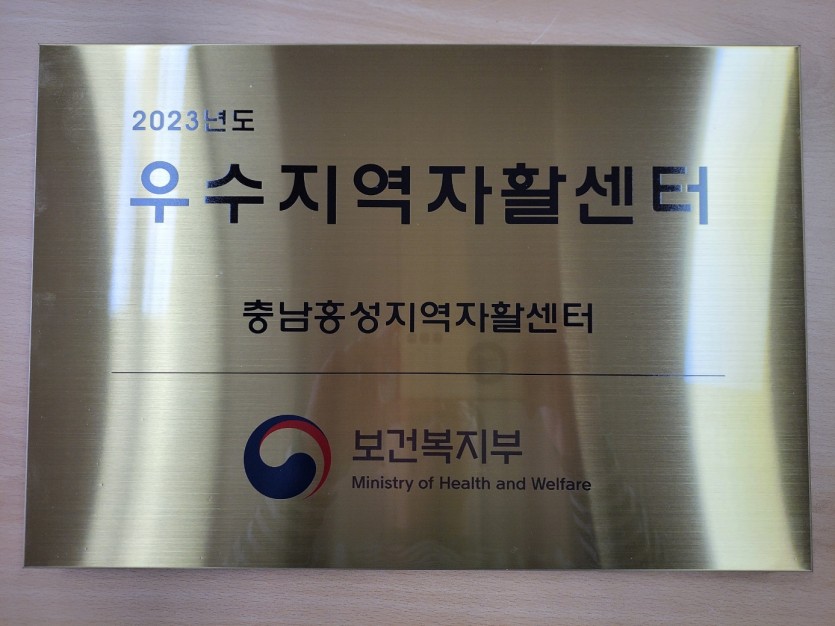 2023년도
우수지역자활센터
충남홍성지역자활센터
보건복지부
Ministry of Health and Welfare